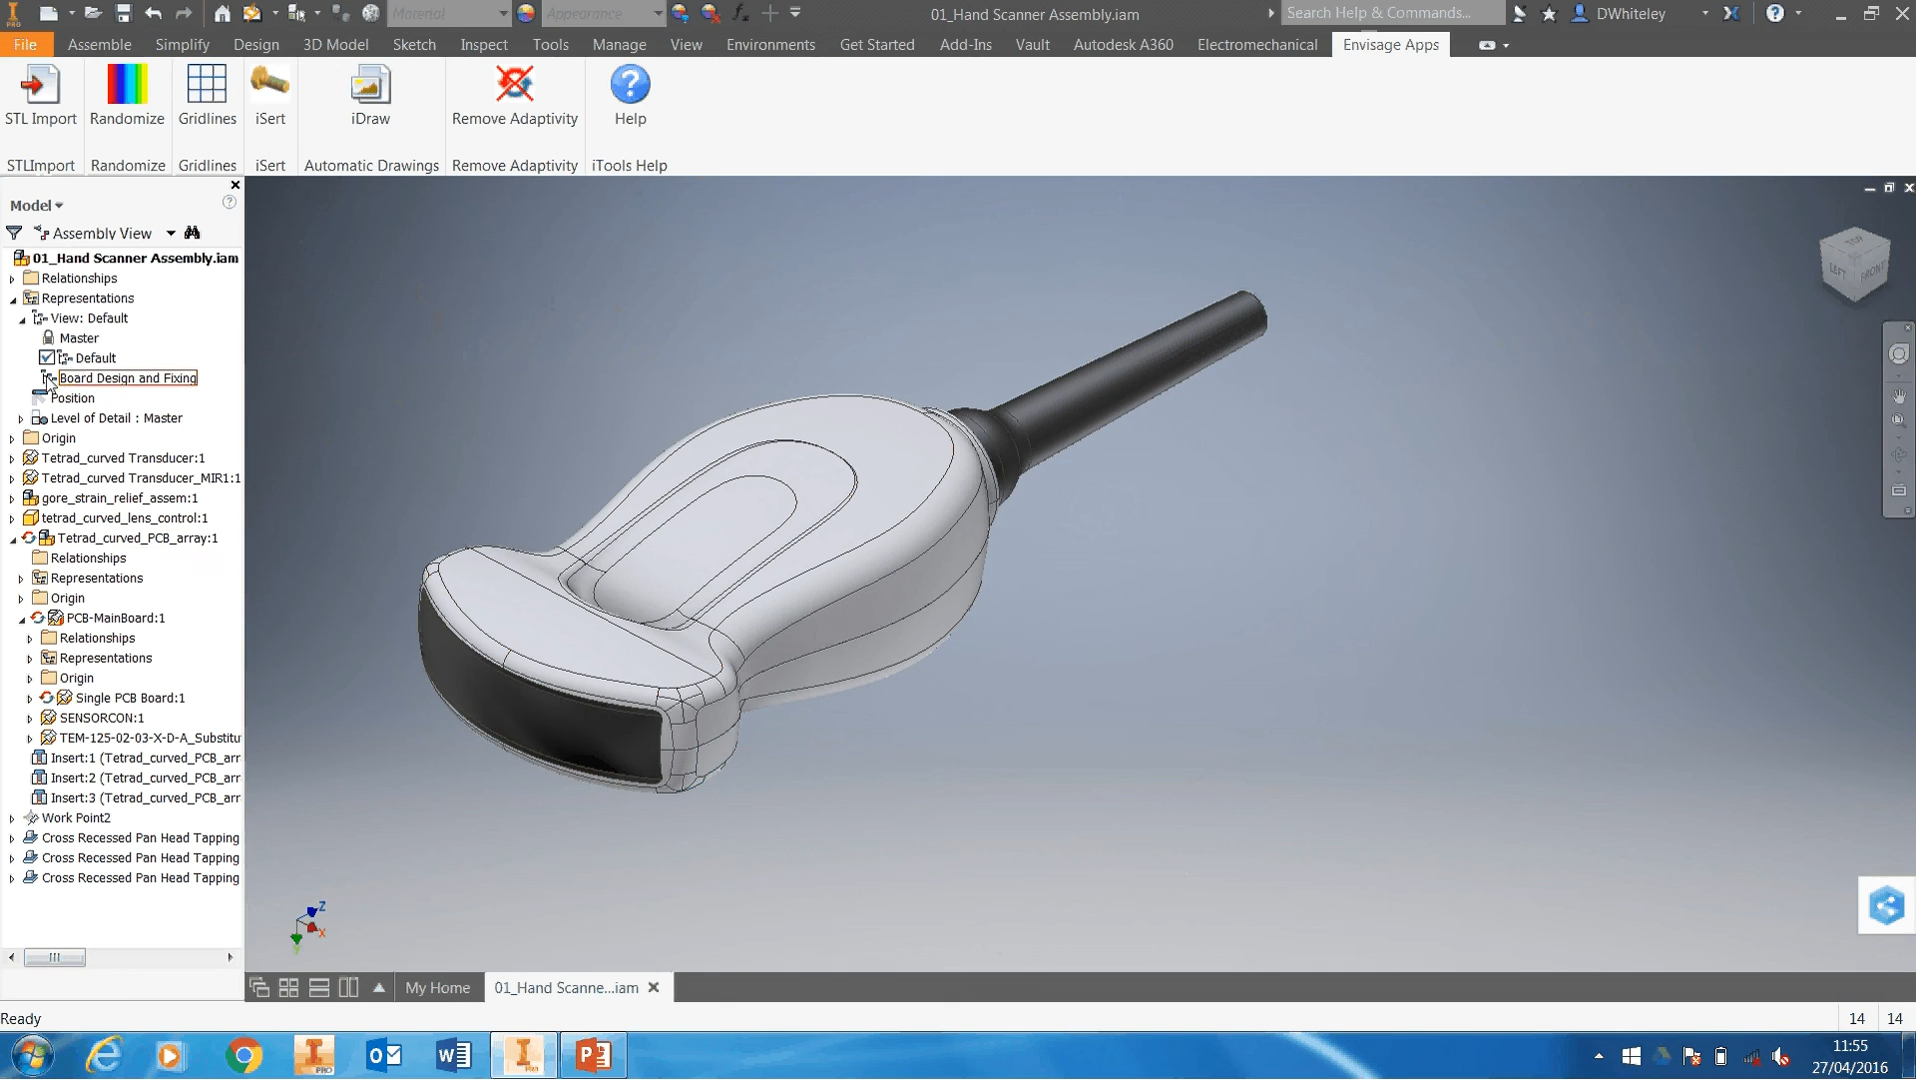 PRO
Material
Appearance
01_Hand Scanner Assembly.iam
Search Help & Commands...
DWhiteley
File
Assemble
Simplify
Design
3D Model
Sketch
Inspect
Tools
Manage
View
Environments
Get Started
Add-Ins
Vault
Autodesk A360
Electromechanical
Envisage Apps
STL Import
Randomize
Gridlines
iSert
iDraw
Remove Adaptivity
Help
STLImport
Randomize
Gridlines
iSert
Automatic Drawings
Remove Adaptivity
iTools Help
Model
Assembly View
01_Hand Scanner Assembly.iam
Relationships
Representations
View: Default
Master
Default
Board Design and Fixing
Position
Level of Detail : Master
Origin
Tetrad_curved Transducer:1
Tetrad_curved Transducer_MIR1:1
gore_strain_relief_assem:1
tetrad_curved_lens_control:1
Tetrad_curved_PCB_array:1
Relationships
Representations
Origin
PCB-MainBoard:1
Relationships
Representations
Origin
Single PCB Board:1
SENSORCON:1
TEM-125-02-03-X-D-A_Substitu
Insert:1 (Tetrad_curved_PCB_arr
Insert:2 (Tetrad_curved_PCB_arr
Insert:3 (Tetrad_curved_PCB_arr
Work Point2
Cross Recessed Pan Head Tapping
Cross Recessed Pan Head Tapping
Cross Recessed Pan Head Tapping
TOP
LEFT
FRONT
Z
X
My Home
01_Hand Scanne...iam
Ready
14 14
PRO
11:55
27/04/2016